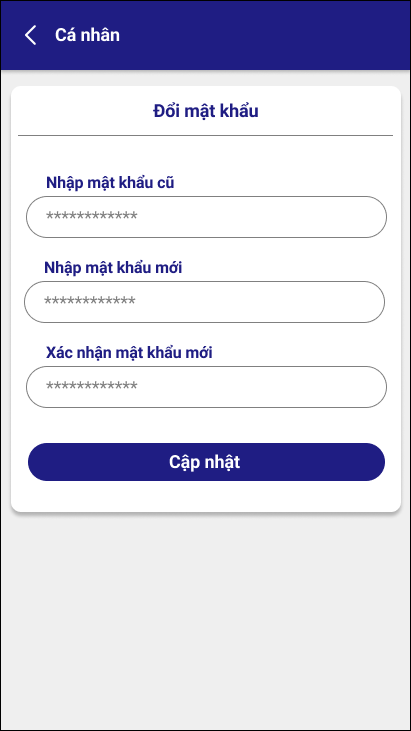 Cá nhân
Đổi mật khẩu
Nhập mật khẩu cũ
************
Nhập mật khẩu mới
************
Xác nhận mật khẩu mới
************
Cập nhật